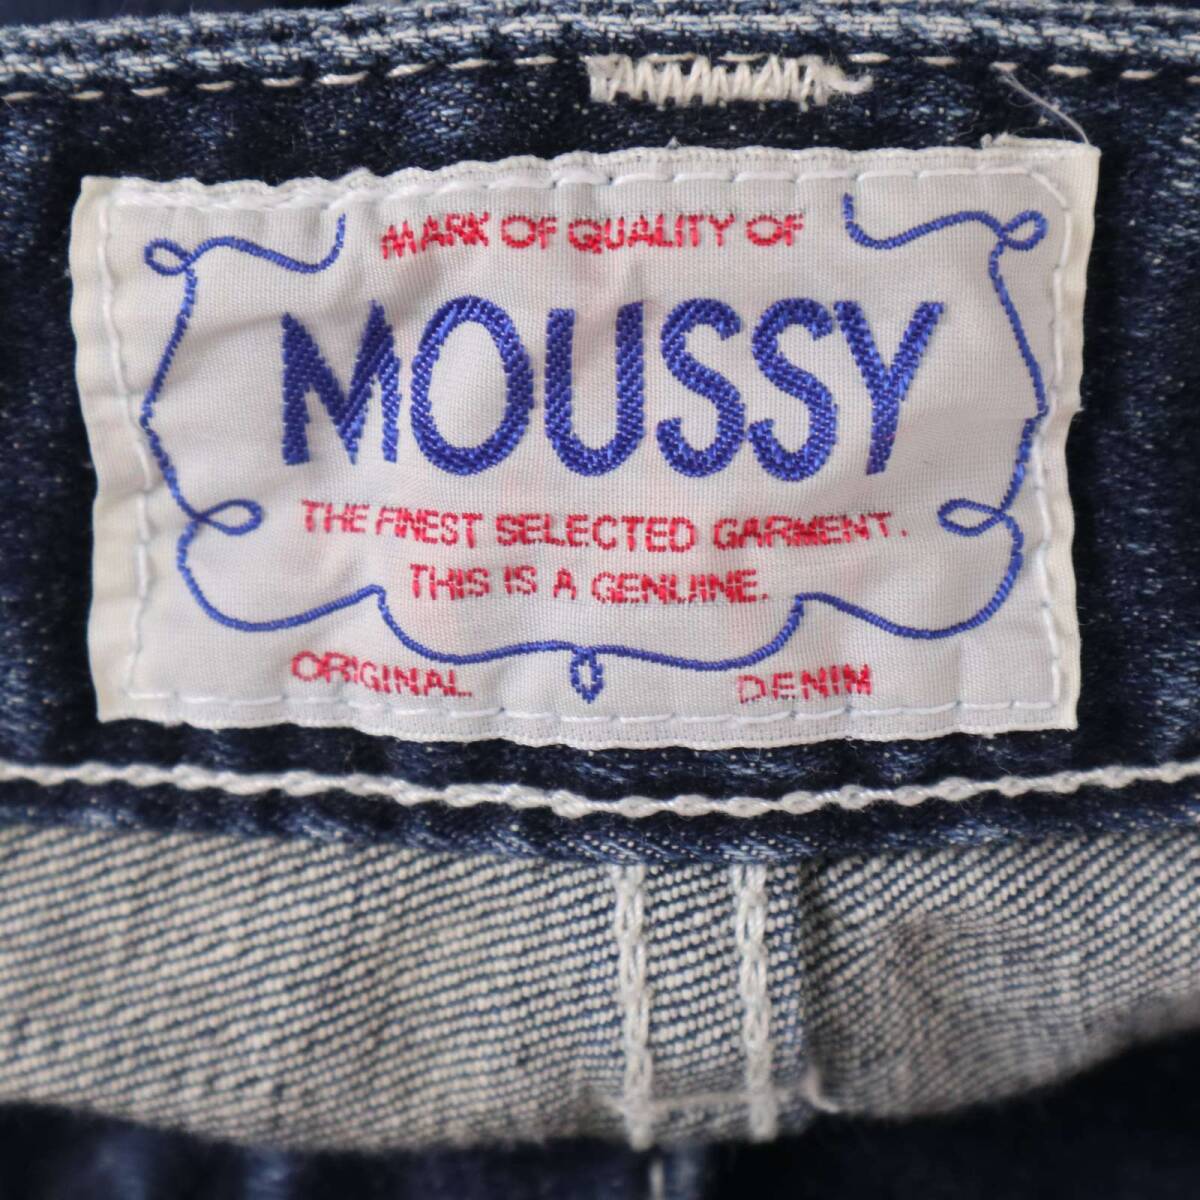 MARK OF QUALITY OF
MOUSSY
THE FINEST SELECTED GARMENT.
THIS IS A GENUINE.
ORIGINAL DENIM